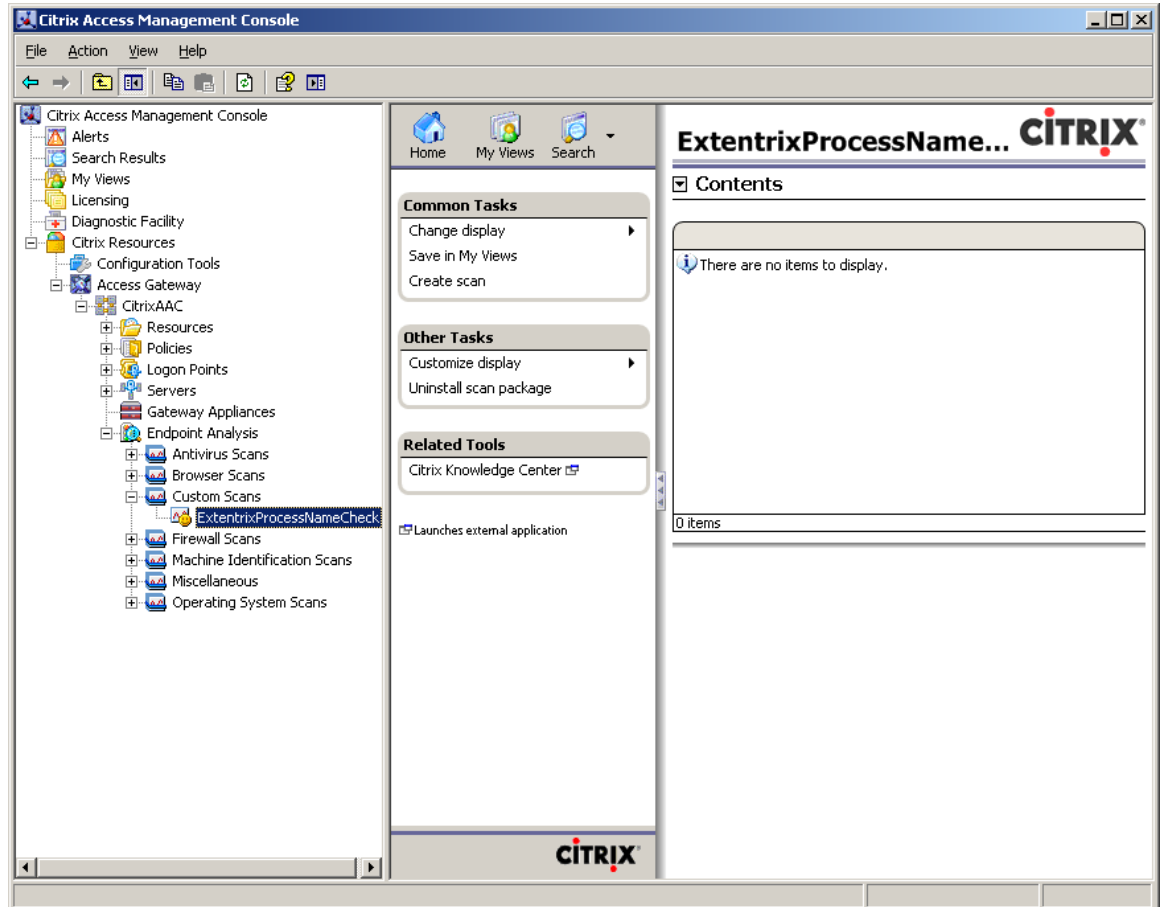 Citrix Access Management Console
File Action View Help
Citrix Access Management Console
Alerts
Search Results
My Views
Licensing
Diagnostic Facility
Citrix Resources
Configuration Tools
Access Gateway
CitrixAAC
Resources
Policies
Logon Points
Servers
Gateway Appliances
Endpoint Analysis
Antivirus Scans
Browser Scans
Custom Scans
ExtentrixProcessNameCheck
Firewall Scans
Machine Identification Scans
Miscellaneous
Operating System Scans
Home My Views Search
Common Tasks
Change display
Save in My Views
Create scan
Other Tasks
Customize display
Uninstall scan package
Related Tools
Citrix Knowledge Center
Launches external application
CITRIX
ExtentrixProcessName... CITRIX
Contents
There are no items to display.
0 items